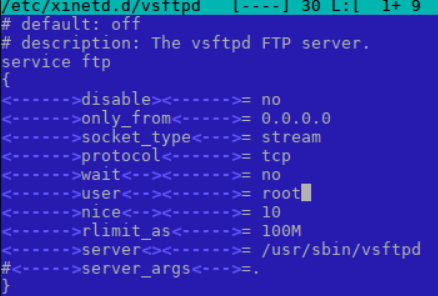 /etc/xinetd.d/vsftpd   [----] 30 L:[  1+ 9
# default: off
# description: The vsftpd FTP server.
service ftp
{
<------>disable><------>= no
<------>only_from<----->= 0.0.0.0
<------>socket_type<--->= stream
<------>protocol<------>= tcp
<------>wait<--><------>= no
<------>user<--><------>= root
<------>nice<--><------>= 10
<------>rlimit_as<----->= 100M
<------>server<><------>= /usr/sbin/vsftpd
#<----->server_args<--->=.
}